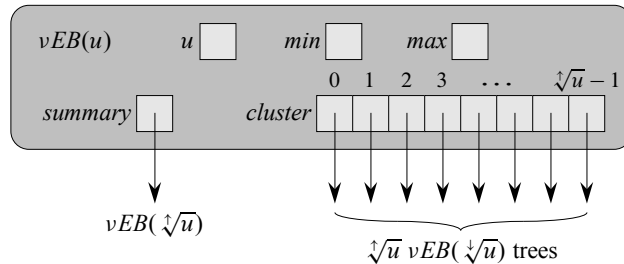 vEB(u) u min max
0 1 2 3 ... ↑√u − 1
summary cluster
vEB(↑√u)
↑√u vEB(↓√u) trees